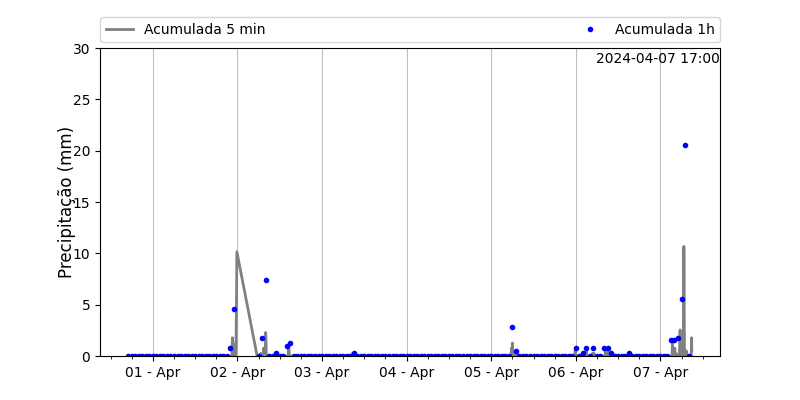 Acumulada 5 min
Acumulada 1h
2024-04-07 17:00
Precipitação (mm)
30
25
20
15
10
5
0
01 - Apr
02 - Apr
03 - Apr
04 - Apr
05 - Apr
06 - Apr
07 - Apr